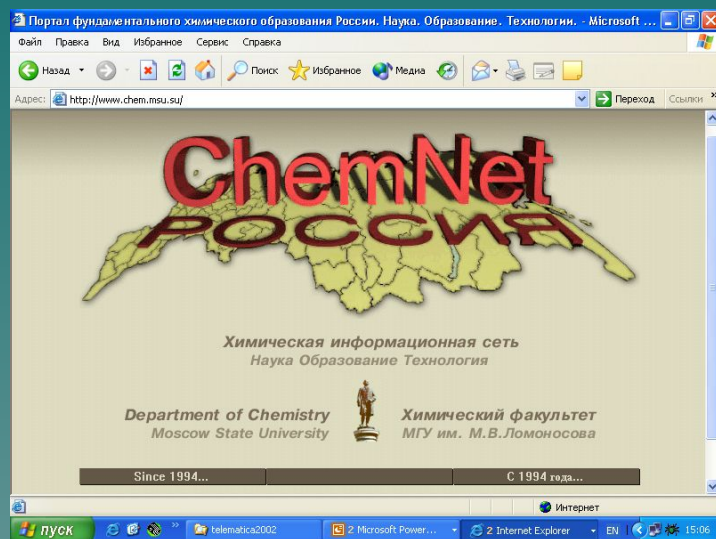 Портал фундаментального химического образования России. Наука. Образование. Технологии. - Microsoft ...
Файл Правка Вид Избранное Сервис Справка
Назад Поиск Избранное Медиа
Адрес: http://www.chem.msu.su/ Переход Ссылки »
ChemNet
РОССИЯ
Химическая информационная сеть
Наука Образование Технология
Department of Chemistry Химический факультет
Moscow State University МГУ им. М.В.Ломоносова
Since 1994... С 1994 года...
Интернет
пуск » telematica2002 2 Microsoft Power... 2 Internet Explorer EN 15:06